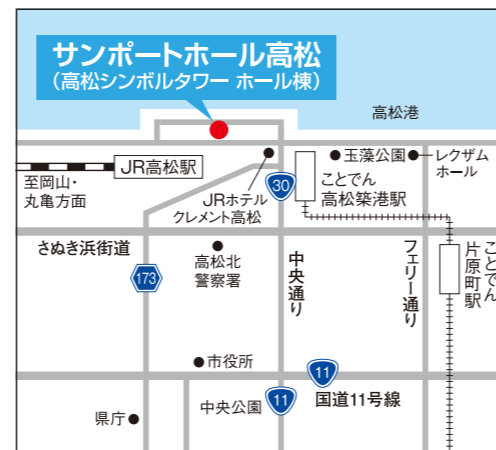 サンポートホール高松
(高松シンボルタワー ホール棟)
高松港
JR高松駅
至岡山・
丸亀方面
JRホテル
クレメント高松
30
玉藻公園
レクザム
ホール
ことでん
高松築港駅
さぬき浜街道
173
高松北
警察署
中央通り
フェリー通り
ことでん
片原町駅
市役所
11
国道11号線
中央公園
11
県庁